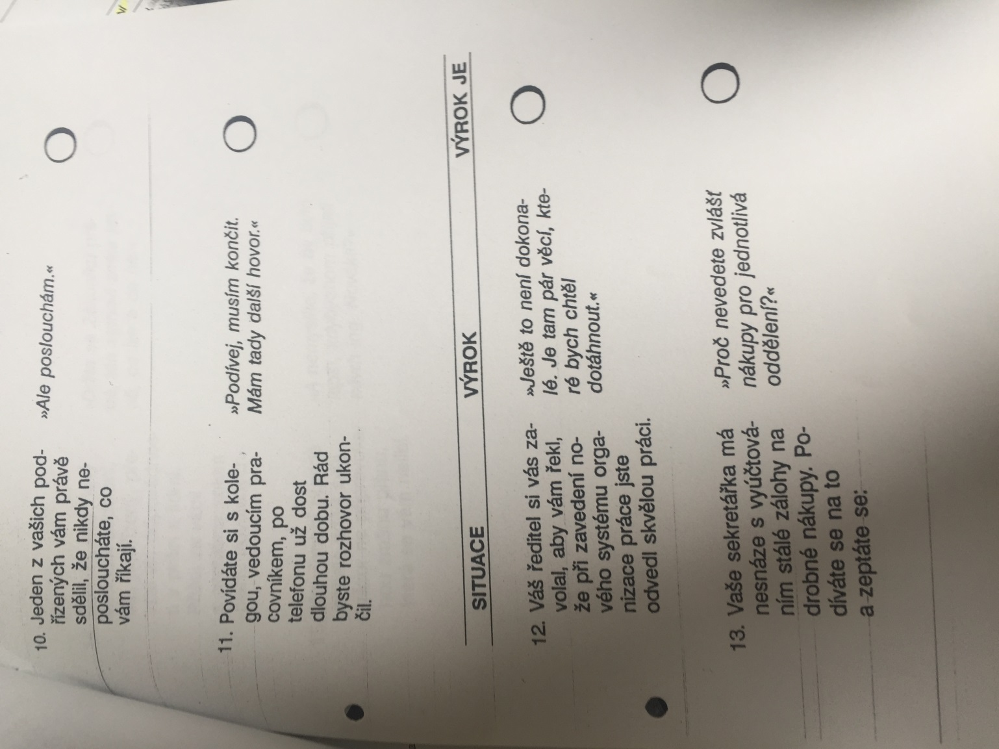 10. Jeden z vašich pod-
řízených vám právě
sdělil, že nikdy ne-
posloucháte, co
vám říkají.
»Ale poslouchám.«
11. Povídáte si s kole-
gou, vedoucím pra-
covníkem, po
telefonu už dost
dlouhou dobu. Rád
byste rozhovor ukon-
čil.
»Podívej, musím končit.
Mám tady další hovor.«
SITUACE VÝROK VÝROK JE
12. Váš ředitel si vás za-
volal, aby vám řekl,
že při zavedení no-
vého systému orga-
nizace práce jste
odvedl skvělou práci.
»Ještě to není dokona-
lé. Je tam pár věcí, kte-
ré bych chtěl
dotáhnout.«
13. Vaše sekretářka má
nesnáze s vyúčtová-
ním stálé zálohy na
drobné nákupy. Po-
díváte se na to
a zeptáte se:
»Proč nevedete zvlášť
nákupy pro jednotlivá
oddělení?«